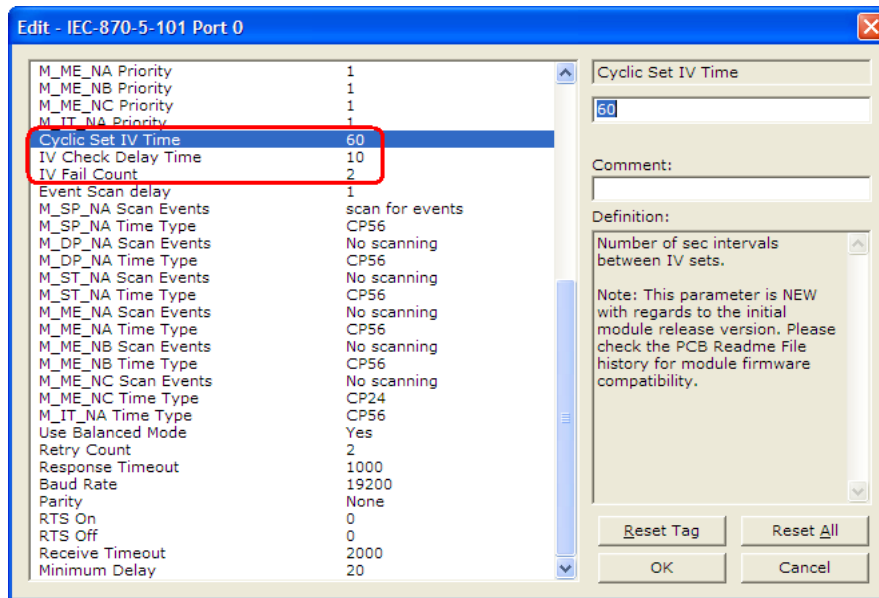 Edit - IEC-870-5-101 Port 0
M_ME_NA Priority 1
M_ME_NB Priority 1
M_ME_NC Priority 1
M_IT_NA Priority 1
Cyclic Set IV Time 60
IV Check Delay Time 10
IV Fail Count 2
Event Scan delay 1
M_SP_NA Scan Events scan for events
M_SP_NA Time Type CP56
M_DP_NA Scan Events No scanning
M_DP_NA Time Type CP56
M_ST_NA Scan Events No scanning
M_ST_NA Time Type CP56
M_ME_NA Scan Events No scanning
M_ME_NA Time Type CP56
M_ME_NB Scan Events No scanning
M_ME_NB Time Type CP56
M_ME_NC Scan Events No scanning
M_ME_NC Time Type CP24
M_IT_NA Time Type CP56
Use Balanced Mode Yes
Retry Count 2
Response Timeout 1000
Baud Rate 19200
Parity None
RTS On 0
RTS Off 0
Receive Timeout 2000
Minimum Delay 20
Cyclic Set IV Time
60
Comment:
Definition:
Number of sec intervals
between IV sets.
Note: This parameter is NEW
with regards to the initial
module release version. Please
check the PCB Readme File
history for module firmware
compatibility.
Reset Tag Reset All
OK Cancel